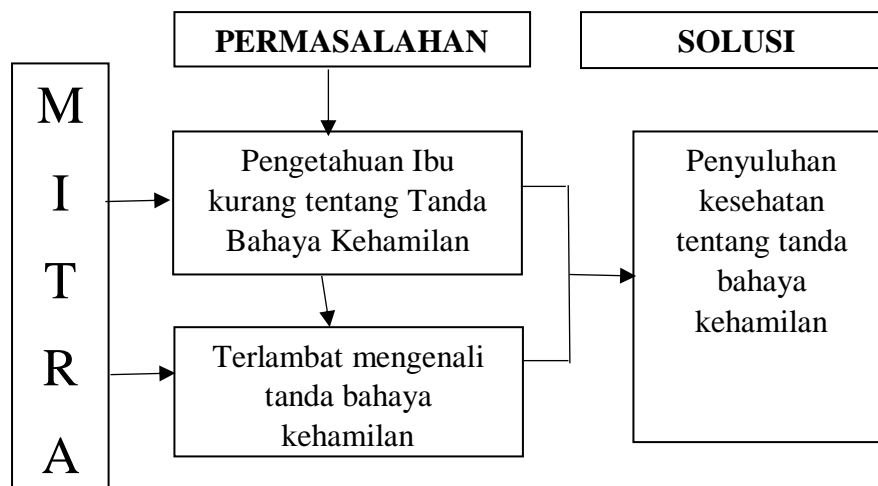 PERMASALAHAN
SOLUSI
M
I
T
R
A
Pengetahuan Ibu
kurang tentang Tanda
Bahaya Kehamilan
Terlambat mengenali
tanda bahaya
kehamilan
Penyuluhan
kesehatan
tentang tanda
bahaya
kehamilan